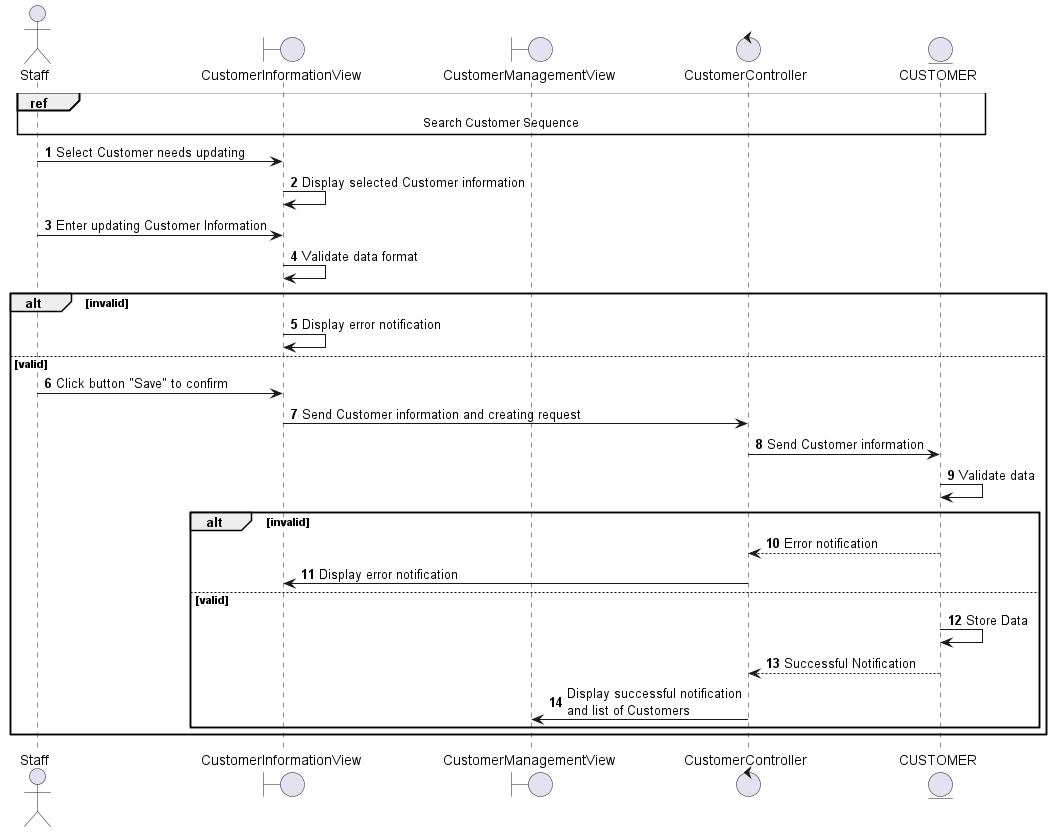 Staff
CustomerInformationView
CustomerManagementView
CustomerController
CUSTOMER
ref
Search Customer Sequence
1 Select Customer needs updating
2 Display selected Customer information
3 Enter updating Customer Information
4 Validate data format
alt [invalid]
5 Display error notification
[valid]
6 Click button "Save" to confirm
7 Send Customer information and creating request
8 Send Customer information
9 Validate data
alt [invalid]
10 Error notification
11 Display error notification
[valid]
12 Store Data
13 Successful Notification
14 Display successful notification
and list of Customers
Staff
CustomerInformationView
CustomerManagementView
CustomerController
CUSTOMER